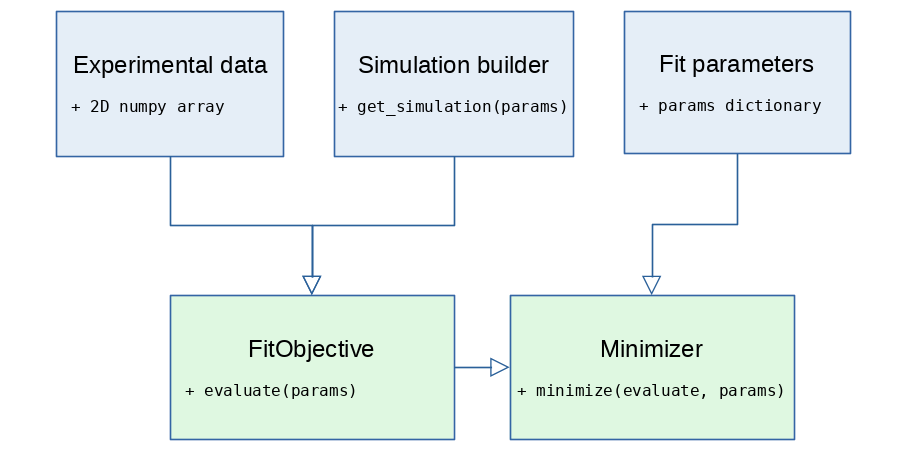 Experimental data
+ 2D numpy array
Simulation builder
+ get_simulation(params)
Fit parameters
+ params dictionary
FitObjective
+ evaluate(params)
Minimizer
+ minimize(evaluate, params)